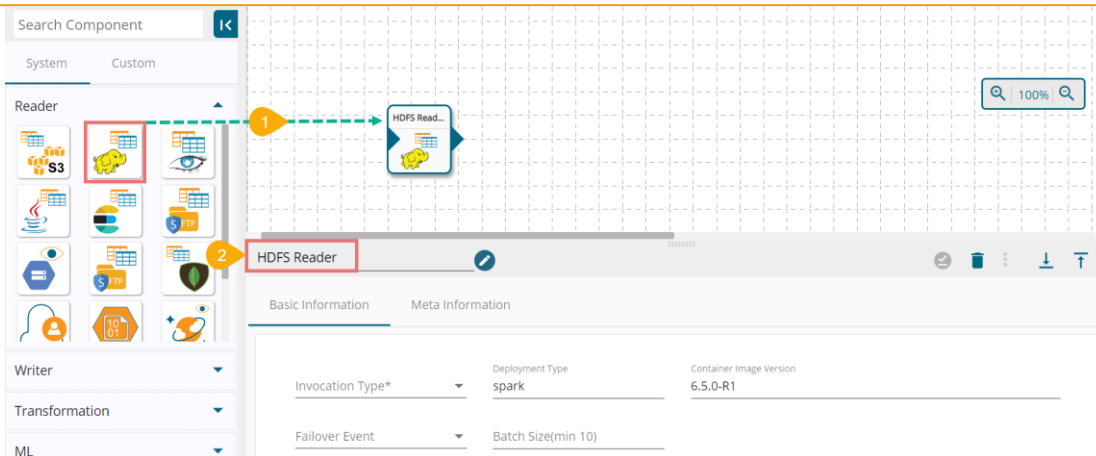 Search Component
System Custom
Reader
S3
FTP
S FTP
S
10
01
Writer
Transformation
ML
1
HDFS Read...
100%
2
HDFS Reader
Basic Information Meta Information
Invocation Type*
Deployment Type
spark
Container Image Version
6.5.0-R1
Failover Event
Batch Size(min 10)